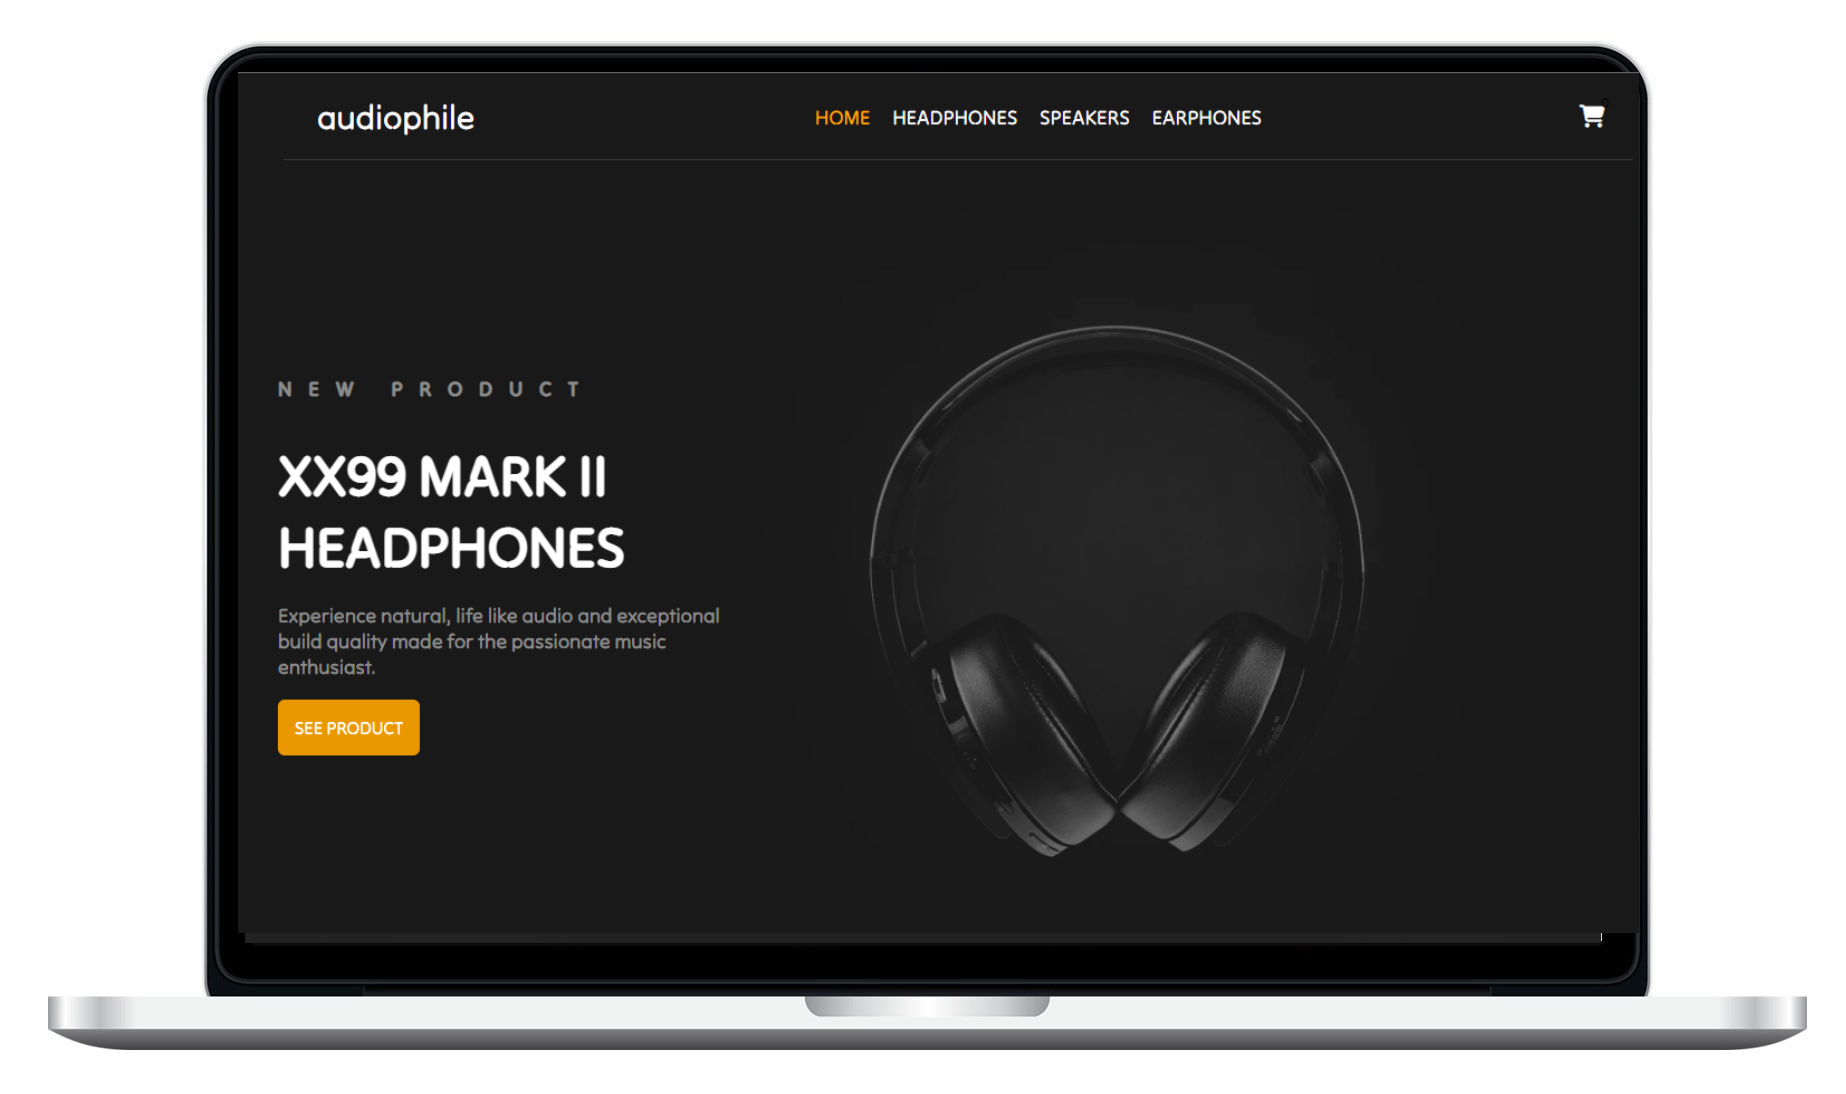 audiophile
HOME HEADPHONES SPEAKERS EARPHONES
NEW PRODUCT
XX99 MARK II
HEADPHONES
Experience natural, life like audio and exceptional
build quality made for the passionate music
enthusiast.
SEE PRODUCT